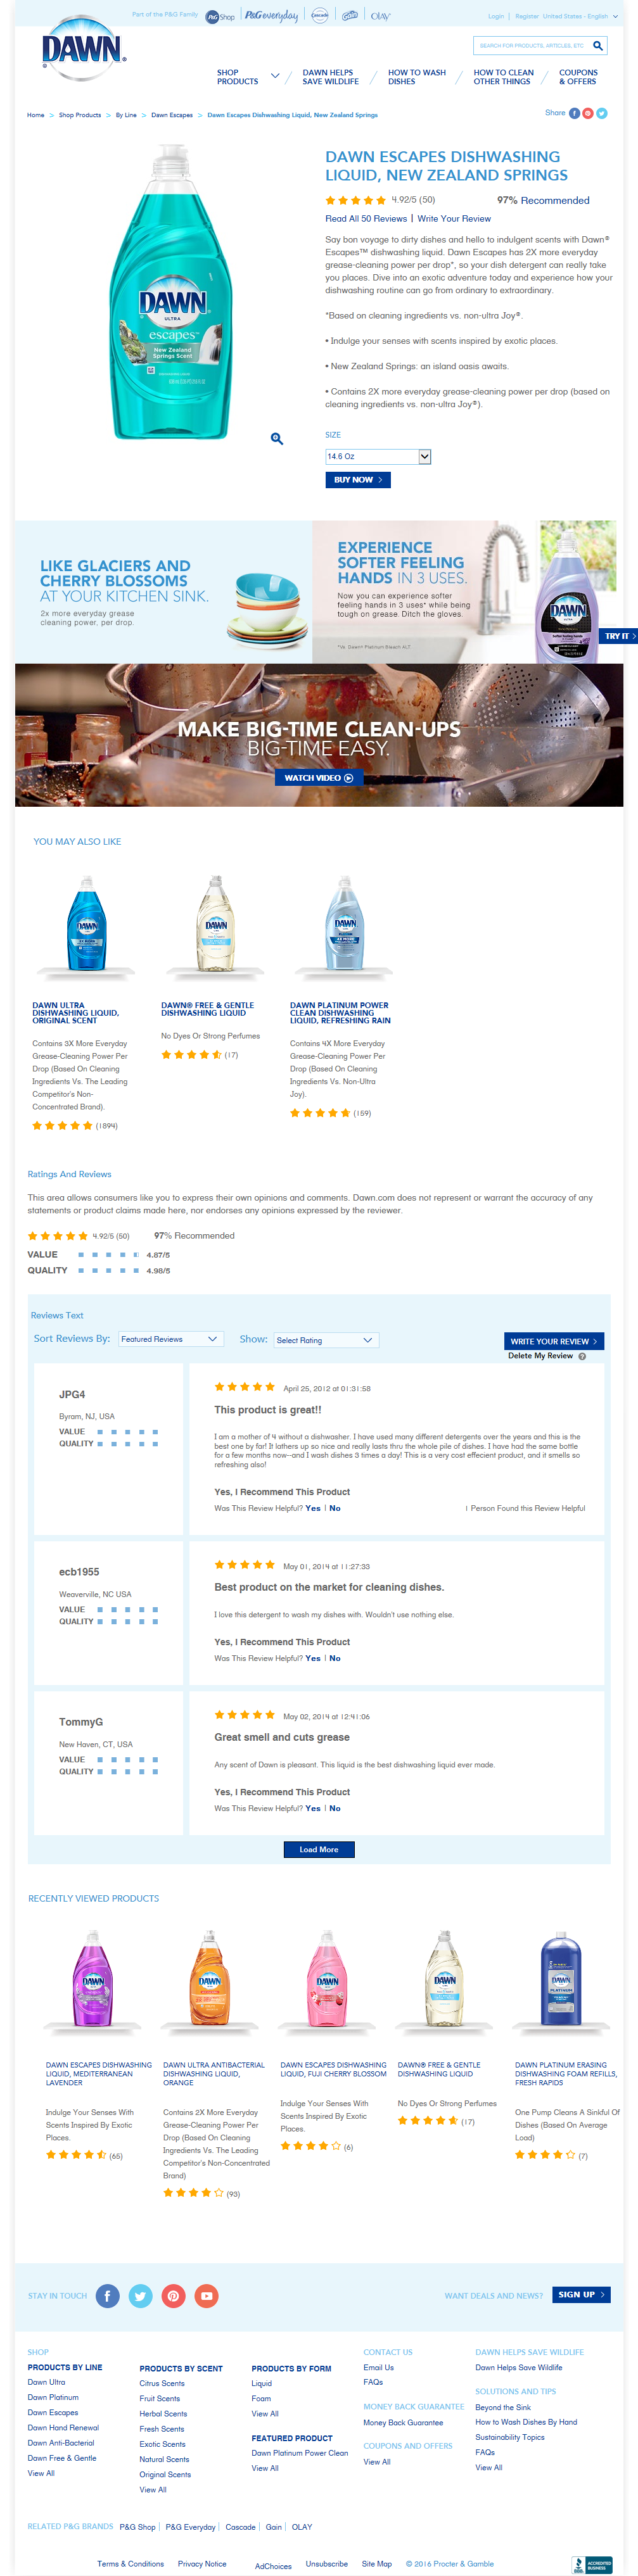 Part of the P&G Family
P&G Shop
P&G everyday
Cascade
OLAY
Login | Register United States - English
DAWN
SEARCH FOR PRODUCTS, ARTICLES, ETC
SHOP PRODUCTS
DAWN HELPS SAVE WILDLIFE
HOW TO WASH DISHES
HOW TO CLEAN OTHER THINGS
COUPONS & OFFERS
Home > Shop Products > By Line > Dawn Escapes > Dawn Escapes Dishwashing Liquid, New Zealand Springs
Share
DAWN
ULTRA
escapes™
New Zealand
Springs Scent
DAWN ESCAPES DISHWASHING
LIQUID, NEW ZEALAND SPRINGS
4.92/5 (50) 97% Recommended
Read All 50 Reviews | Write Your Review
Say bon voyage to dirty dishes and hello to indulgent scents with Dawn®
Escapes™ dishwashing liquid. Dawn Escapes has 2X more everyday
grease-cleaning power per drop*, so your dish detergent can really take
you places. Dive into exotic adventure today and experience how your
dishwashing routine can go from ordinary to extraordinary.
*Based on cleaning ingredients vs. non-ultra Joy®.
• Indulge your senses with scents inspired by exotic places.
• New Zealand Springs: an island oasis awaits.
• Contains 2X more everyday grease-cleaning power per drop (based on
cleaning ingredients vs. non-ultra Joy®).
SIZE
14.6 Oz
BUY NOW
LIKE GLACIERS AND
CHERRY BLOSSOMS
AT YOUR KITCHEN SINK.
2x more everyday grease
cleaning power, per drop.
EXPERIENCE
SOFTER FEELING
HANDS IN 3 USES.
Now you can experience softer
feeling hands in 3 uses* while being
tough on grease. Ditch the gloves.
DAWN
ULTRA
TRY IT
MAKE BIG-TIME CLEAN-UPS
BIG-TIME EASY.
WATCH VIDEO
YOU MAY ALSO LIKE
DAWN
DAWN
DAWN
DAWN ULTRA
DISHWASHING LIQUID,
ORIGINAL SCENT
Contains 3X More Everyday
Grease-Cleaning Power Per
Drop (Based On Cleaning
Ingredients Vs. The Leading
Competitor's Non-
Concentrated Brand).
(1894)
DAWN® FREE & GENTLE
DISHWASHING LIQUID
No Dyes Or Strong Perfumes
(17)
DAWN PLATINUM POWER
CLEAN DISHWASHING
LIQUID, REFRESHING RAIN
Contains 4X More Everyday
Grease-Cleaning Power Per
Drop (Based On Cleaning
Ingredients Vs. Non-Ultra
Joy).
(159)
Ratings And Reviews
This area allows consumers like you to express their own opinions and comments. Dawn.com does not represent or warrant the accuracy of any
statements or product claims made here, nor endorses any opinions expressed by the reviewer.
4.92/5 (50) 97% Recommended
VALUE 4.87/5
QUALITY 4.98/5
Reviews Text
Sort Reviews By: Featured Reviews Show: Select Rating
WRITE YOUR REVIEW
Delete My Review
JPG4
Byram, NJ, USA
VALUE
QUALITY
April 25, 2012 at 01:31:58
This product is great!!
I am a mother of 4 without a dishwasher. I have used many different detergents over the years and this is the
best one by far! It lathers up so nice and really lasts thru the whole pile of dishes. I have had the same bottle
for a few months now--and I wash dishes 3 times a day! This is a very cost effecient product, and it smells so
refreshing also!
Yes, I Recommend This Product
Was This Review Helpful? Yes | No
1 Person Found this Review Helpful
ecb1955
Weaverville, NC USA
VALUE
QUALITY
May 01, 2014 at 11:27:33
Best product on the market for cleaning dishes.
I love this detergent to wash my dishes with. Wouldn't use nothing else.
Yes, I Recommend This Product
Was This Review Helpful? Yes | No
TommyG
New Haven, CT, USA
VALUE
QUALITY
May 02, 2014 at 12:41:06
Great smell and cuts grease
Any scent of Dawn is pleasant. This liquid is the best dishwashing liquid ever made.
Yes, I Recommend This Product
Was This Review Helpful? Yes | No
Load More
RECENTLY VIEWED PRODUCTS
DAWN
DAWN
DAWN
DAWN
DAWN
PLATINUM
DAWN ESCAPES DISHWASHING
LIQUID, MEDITERRANEAN
LAVENDER
Indulge Your Senses With
Scents Inspired By Exotic
Places.
(65)
DAWN ULTRA ANTIBACTERIAL
DISHWASHING LIQUID,
ORANGE
Contains 2X More Everyday
Grease-Cleaning Power Per
Drop (Based On Cleaning
Ingredients Vs. The Leading
Competitor's Non-Concentrated
Brand)
(93)
DAWN ESCAPES DISHWASHING
LIQUID, FUJI CHERRY BLOSSOM
Indulge Your Senses With
Scents Inspired By Exotic
Places.
(6)
DAWN® FREE & GENTLE
DISHWASHING LIQUID
No Dyes Or Strong Perfumes
(17)
DAWN PLATINUM ERASING
DISHWASHING FOAM REFILLS,
FRESH RAPIDS
One Pump Cleans A Sinkful Of
Dishes (Based On Average
Load)
(7)
STAY IN TOUCH
WANT DEALS AND NEWS?
SIGN UP
SHOP
PRODUCTS BY LINE
Dawn Ultra
Dawn Platinum
Dawn Escapes
Dawn Hand Renewal
Dawn Anti-Bacterial
Dawn Free & Gentle
View All
PRODUCTS BY SCENT
Citrus Scents
Fruit Scents
Herbal Scents
Fresh Scents
Exotic Scents
Natural Scents
Original Scents
View All
PRODUCTS BY FORM
Liquid
Foam
View All
FEATURED PRODUCT
Dawn Platinum Power Clean
View All
CONTACT US
Email Us
FAQs
MONEY BACK GUARANTEE
Money Back Guarantee
COUPONS AND OFFERS
View All
DAWN HELPS SAVE WILDLIFE
Dawn Helps Save Wildlife
SOLUTIONS AND TIPS
Beyond the Sink
How to Wash Dishes By Hand
Sustainability Topics
FAQs
View All
RELATED P&G BRANDS P&G Shop | P&G Everyday | Cascade | Gain | OLAY
Terms & Conditions Privacy Notice AdChoices Unsubscribe Site Map © 2016 Procter & Gamble
BBB
ACCREDITED
BUSINESS